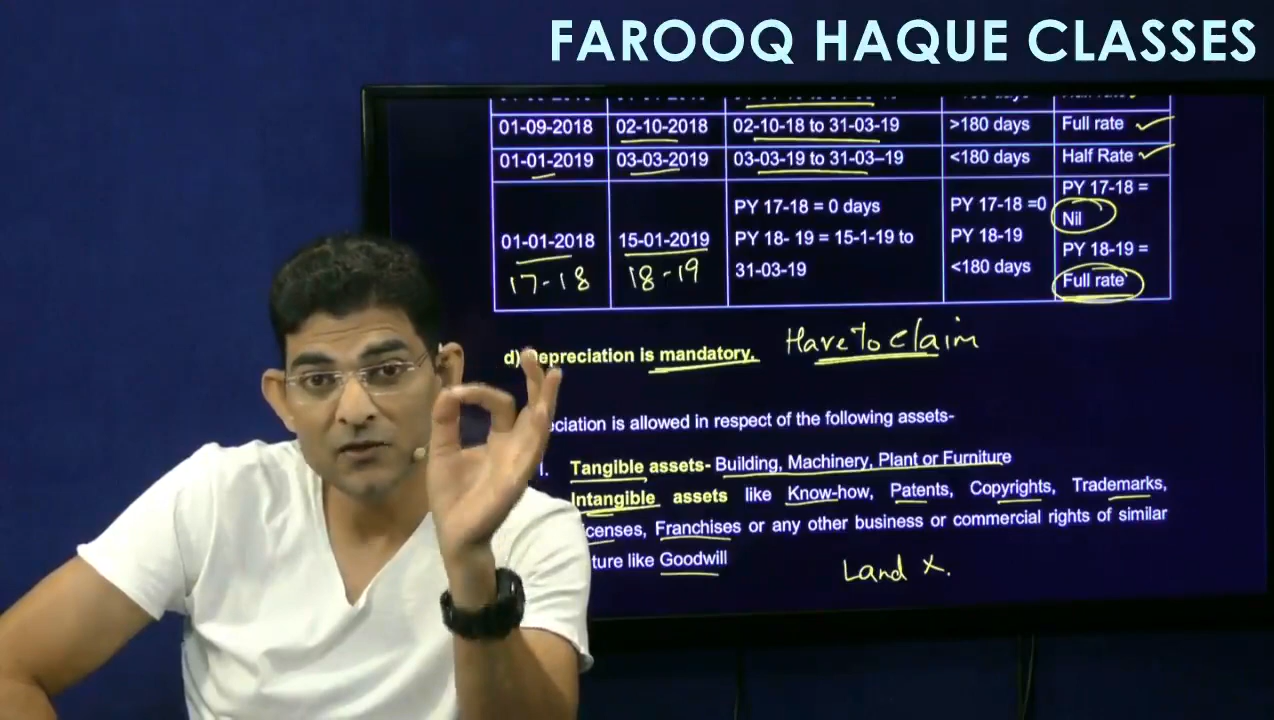 FAROOQ HAQUE CLASSES
01-09-2018 02-10-2018 02-10-18 to 31-03-19 >180 days Full rate
01-01-2019 03-03-2019 03-03-19 to 31-03–19 <180 days Half Rate
01-01-2018 15-01-2019 PY 17-18 = 0 days PY 17-18 =0 PY 17-18 =
Nil
PY 18- 19 = 15-1-19 to PY 18-19 PY 18-19 =
17-18 18-19 31-03-19 <180 days Full rate
d) Depreciation is mandatory. Have To claim
ciation is allowed in respect of the following assets-
Tangible assets- Building, Machinery, Plant or Furniture
Intangible assets like Know-how, Patents, Copyrights, Trademarks,
censes, Franchises or any other business or commercial rights of similar
ture like Goodwill
Land X.